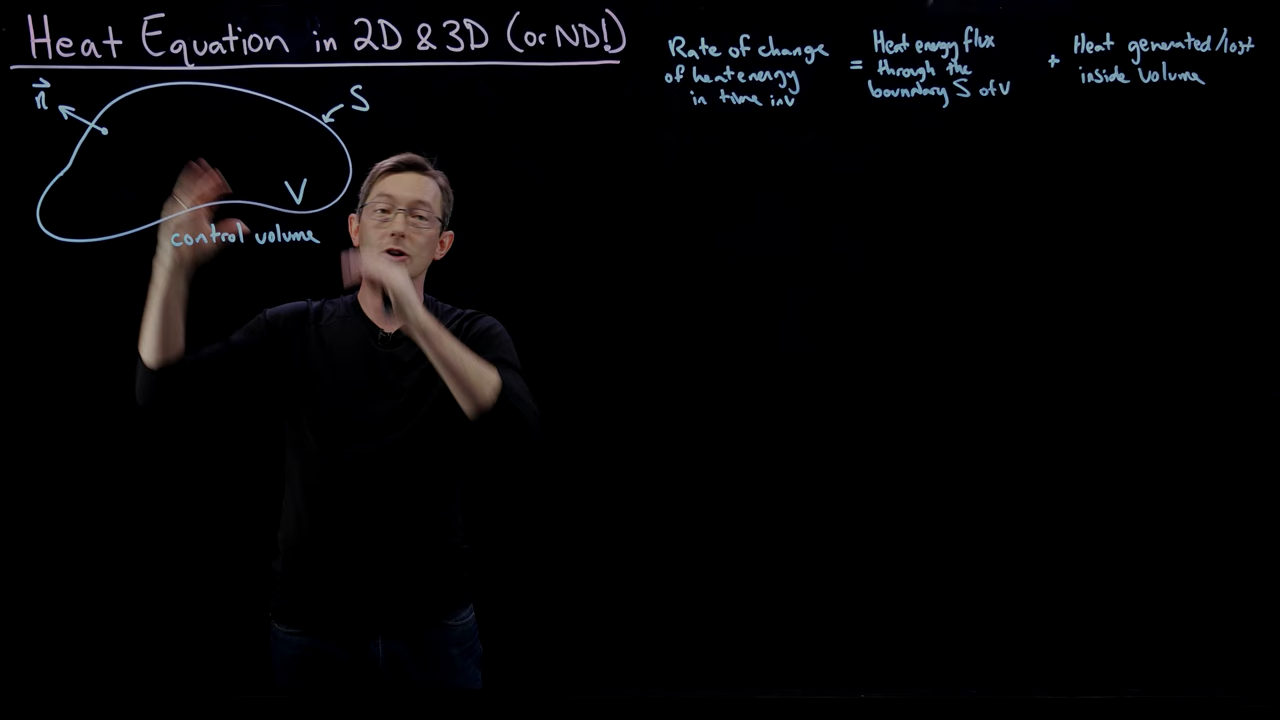 Heat Equation in 2D & 3D (or ND!)
n⃗
S
V
control volume
Rate of change
of heat energy
in time in V
=
Heat energy flux
through the
boundary S of V
+
Heat generated/lost
inside volume